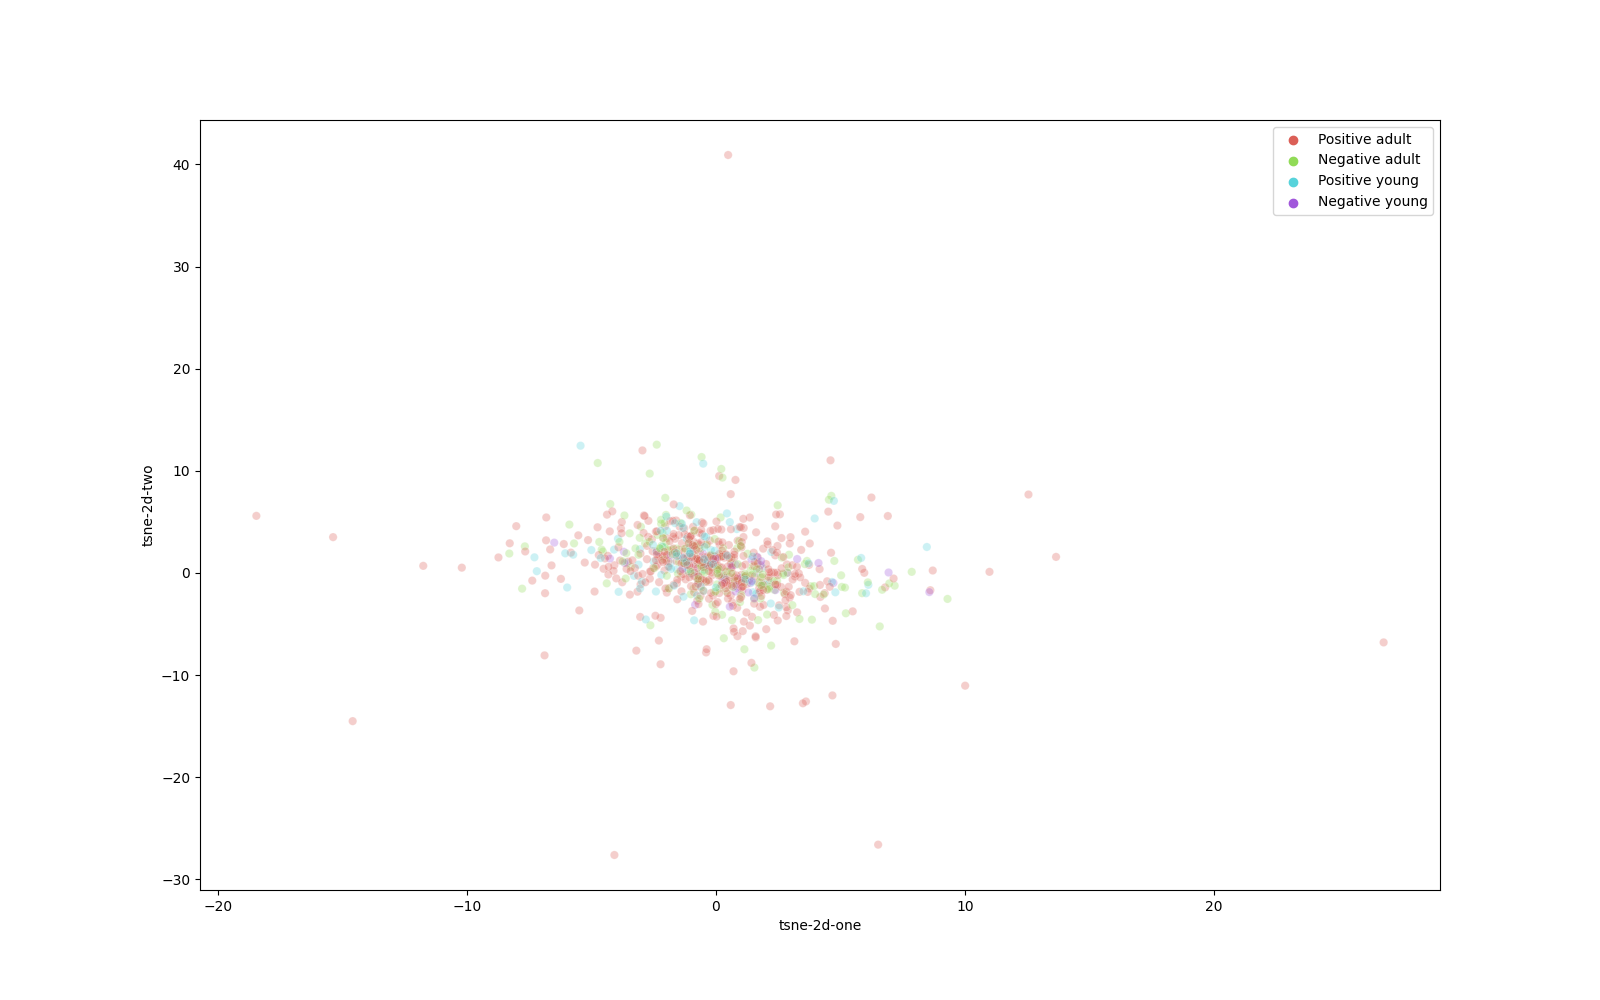 Positive adult
Negative adult
Positive young
Negative young
40
30
20
10
0
−10
−20
−30
tsne-2d-two
−20
−10
0
10
20
tsne-2d-one